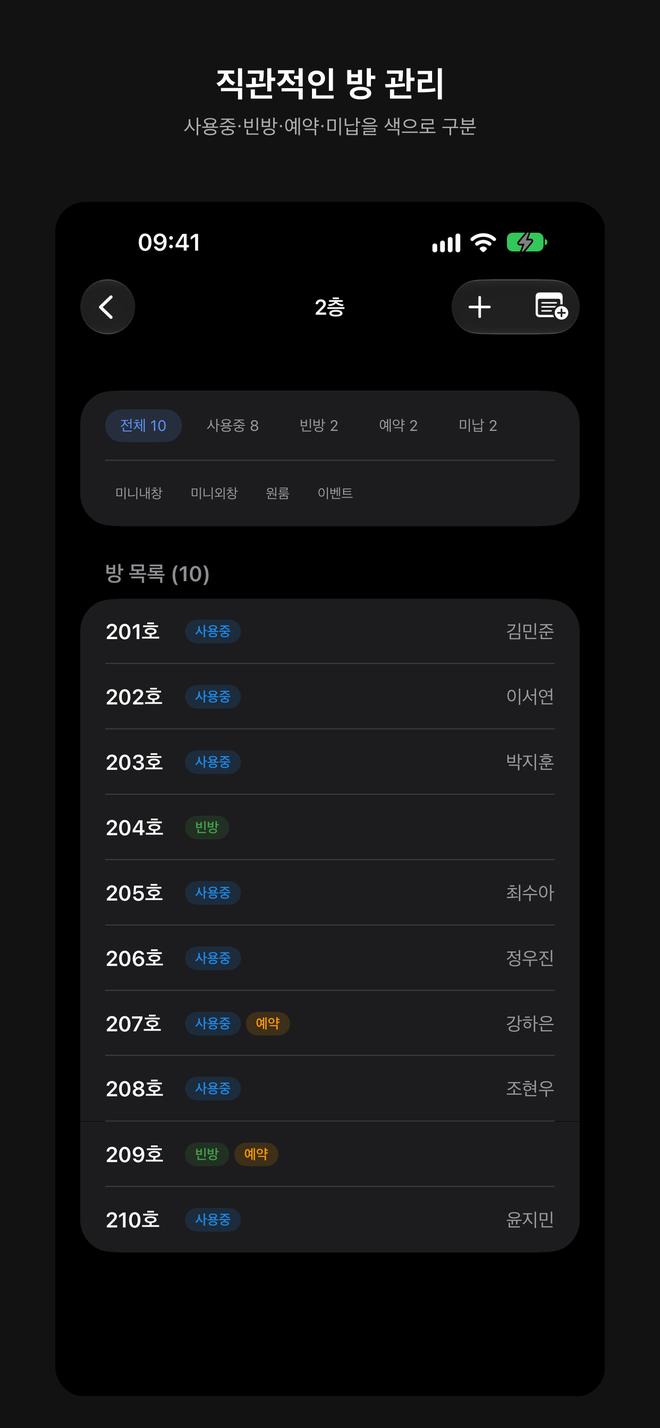 직관적인 방 관리
사용중·빈방·예약·미납을 색으로 구분
09:41
2층
전체 10 사용중 8 빈방 2 예약 2 미납 2
미니내창 미니외창 원룸 이벤트
방 목록 (10)
201호 사용중 김민준
202호 사용중 이서연
203호 사용중 박지훈
204호 빈방
205호 사용중 최수아
206호 사용중 정우진
207호 사용중 예약 강하은
208호 사용중 조현우
209호 빈방 예약
210호 사용중 윤지민